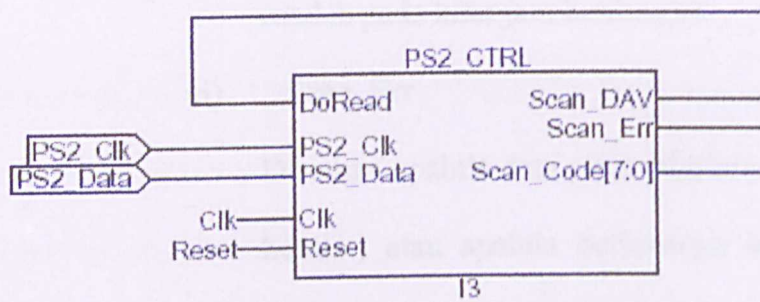 PS2_CTRL
DoRead Scan_DAV
Scan_Err
PS2_Clk PS2_Clk
PS2_Data PS2_Data Scan_Code[7:0]
Clk Clk
Reset Reset
I3